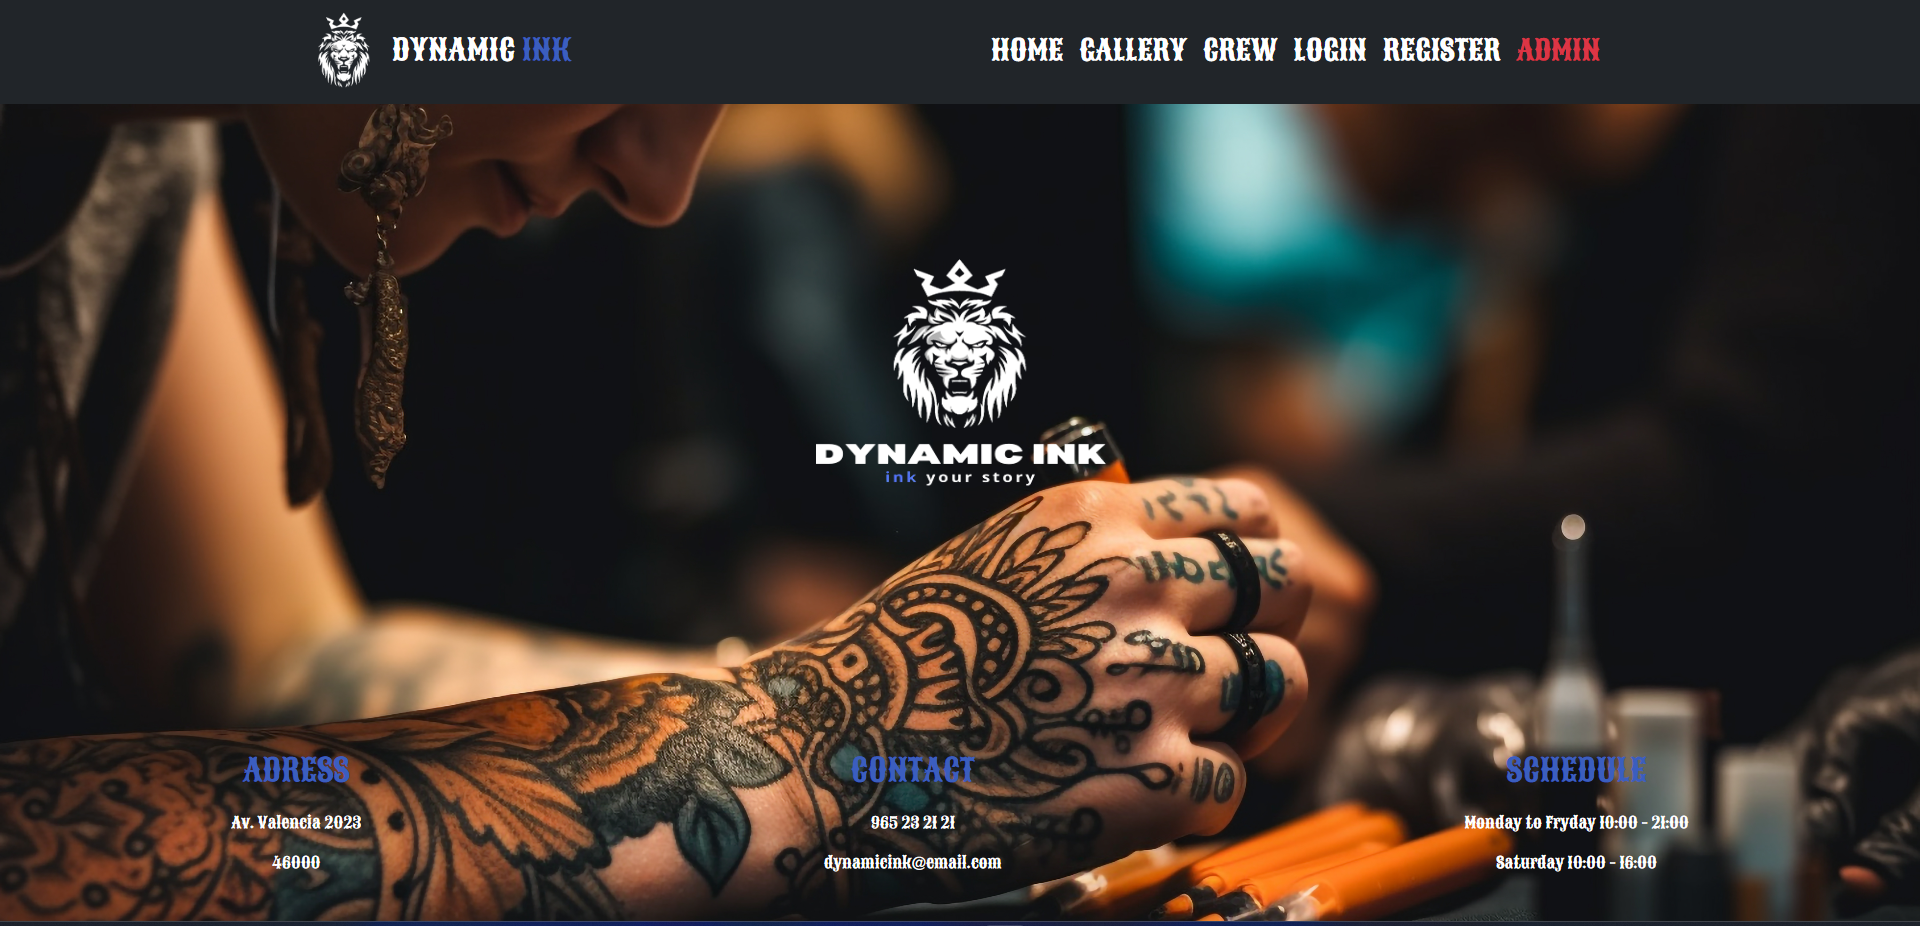 DYNAMIC INK
HOME GALLERY CREW LOGIN REGISTER ADMIN
DYNAMIC INK
ink your story
ADRESS
Av. Valencia 2023
46000
CONTACT
965 23 21 21
dynamicink@email.com
SCHEDULE
Monday to Fryday 10:00 - 21:00
Saturday 10:00 - 16:00